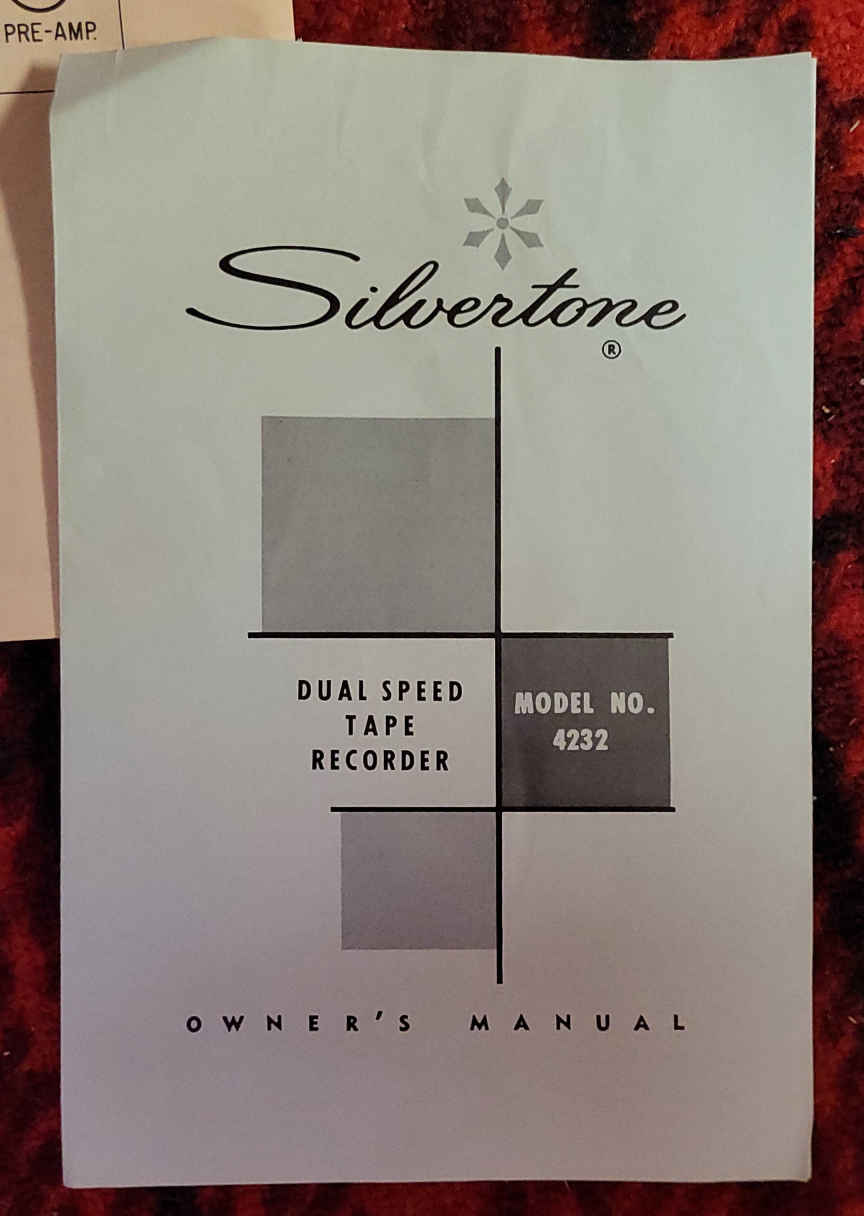 PRE-AMP.
Silvertone
®
DUAL SPEED
TAPE
RECORDER
MODEL NO.
4232
OWNER'S MANUAL